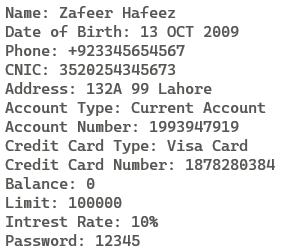 Name: Zafeer Hafeez
Date of Birth: 13 OCT 2009
Phone: +923345654567
CNIC: 3520254345673
Address: 132A 99 Lahore
Account Type: Current Account
Account Number: 1993947919
Credit Card Type: Visa Card
Credit Card Number: 1878280384
Balance: 0
Limit: 100000
Intrest Rate: 10%
Password: 12345